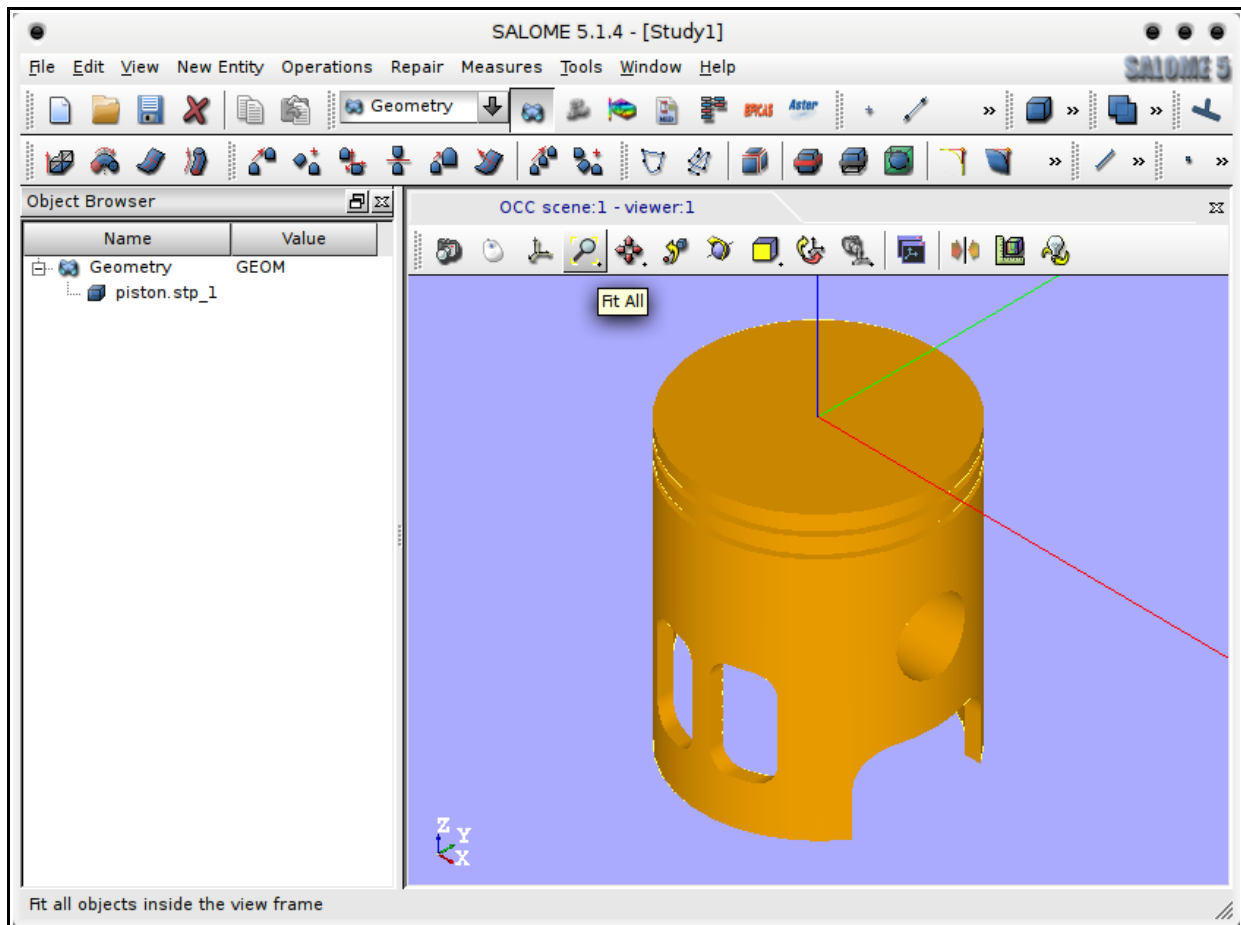 SALOME 5.1.4 - [Study1]
File Edit View New Entity Operations Repair Measures Tools Window Help
SALOME 5
Geometry
EFICAS
Aster
Object Browser
OCC scene:1 - viewer:1
Name Value
Geometry GEOM
piston.stp_1
Fit All
Z
Y
X
Fit all objects inside the view frame